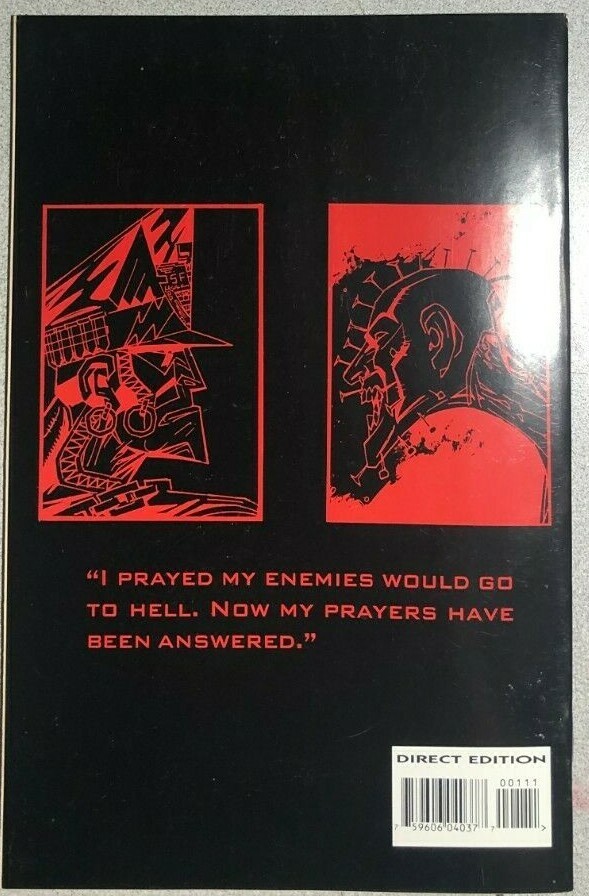 SF
“I PRAYED MY ENEMIES WOULD GO
TO HELL. NOW MY PRAYERS HAVE
BEEN ANSWERED.”
DIRECT EDITION
00111
7 59606 04037 7 >